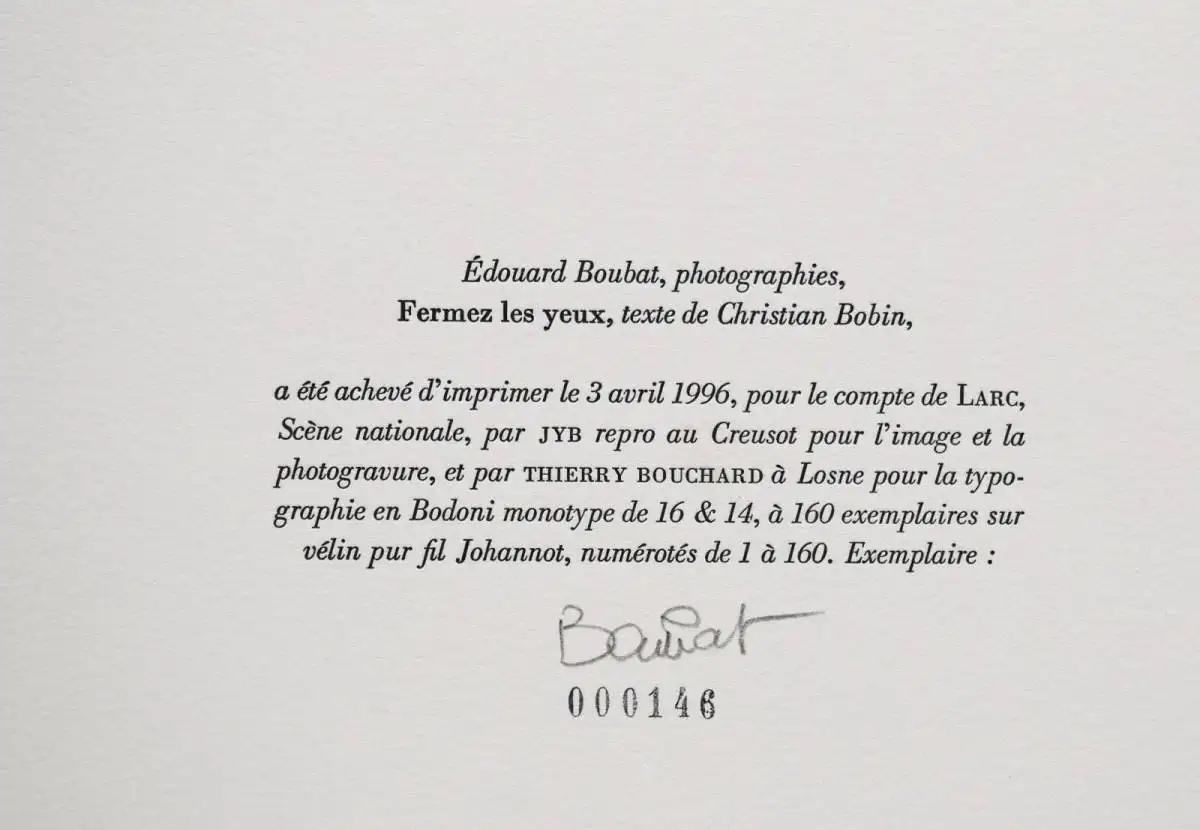 Édouard Boubat, photographies,
Fermez les yeux, texte de Christian Bobin,
a été achevé d'imprimer le 3 avril 1996, pour le compte de LARC,
Scène nationale, par JYB repro au Creusot pour l'image et la
photogravure, et par THIERRY BOUCHARD à Losne pour la typo-
graphie en Bodoni monotype de 16 & 14, à 160 exemplaires sur
vélin pur fil Johannot, numérotés de 1 à 160. Exemplaire :
Boubat
000146